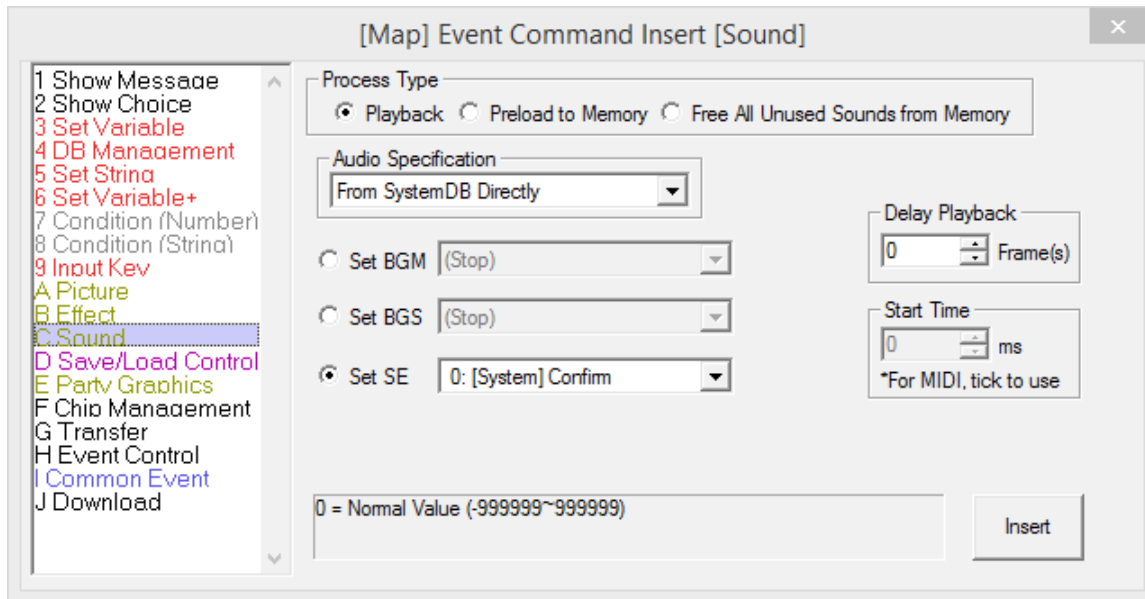 [Map] Event Command Insert [Sound]
1 Show Message
2 Show Choice
3 Set Variable
4 DB Management
5 Set String
6 Set Variable+
7 Condition (Number)
8 Condition (String)
9 Input Key
A Picture
B Effect
C Sound
D Save/Load Control
E Party Graphics
F Chip Management
G Transfer
H Event Control
I Common Event
J Download
Process Type
Playback Preload to Memory Free All Unused Sounds from Memory
Audio Specification
From SystemDB Directly
Set BGM (Stop)
Set BGS (Stop)
Set SE 0: [System] Confirm
Delay Playback
0 Frame(s)
Start Time
0 ms
*For MIDI, tick to use
0 = Normal Value (-999999~999999)
Insert